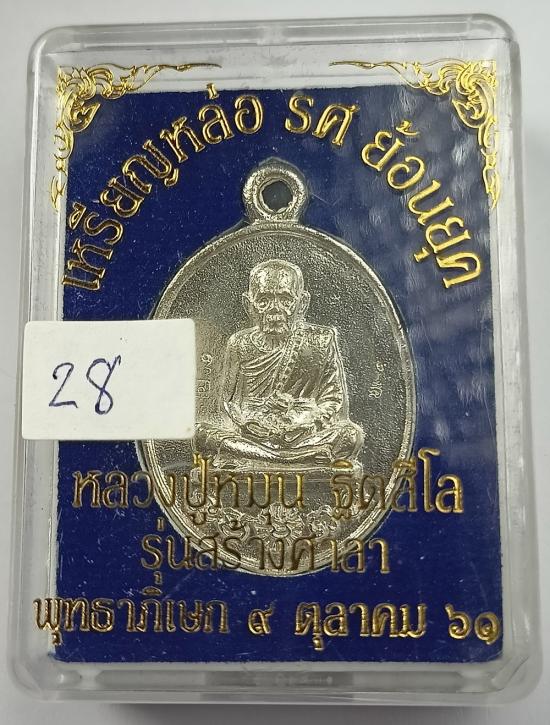 เหรียญหล่อ รศ ย้อนยุค
28
หลวงปู่หมุน ฐิตสีโล
รุ่นสร้างศาลา
พุทธาภิเษก ๙ ตุลาคม ๖๑